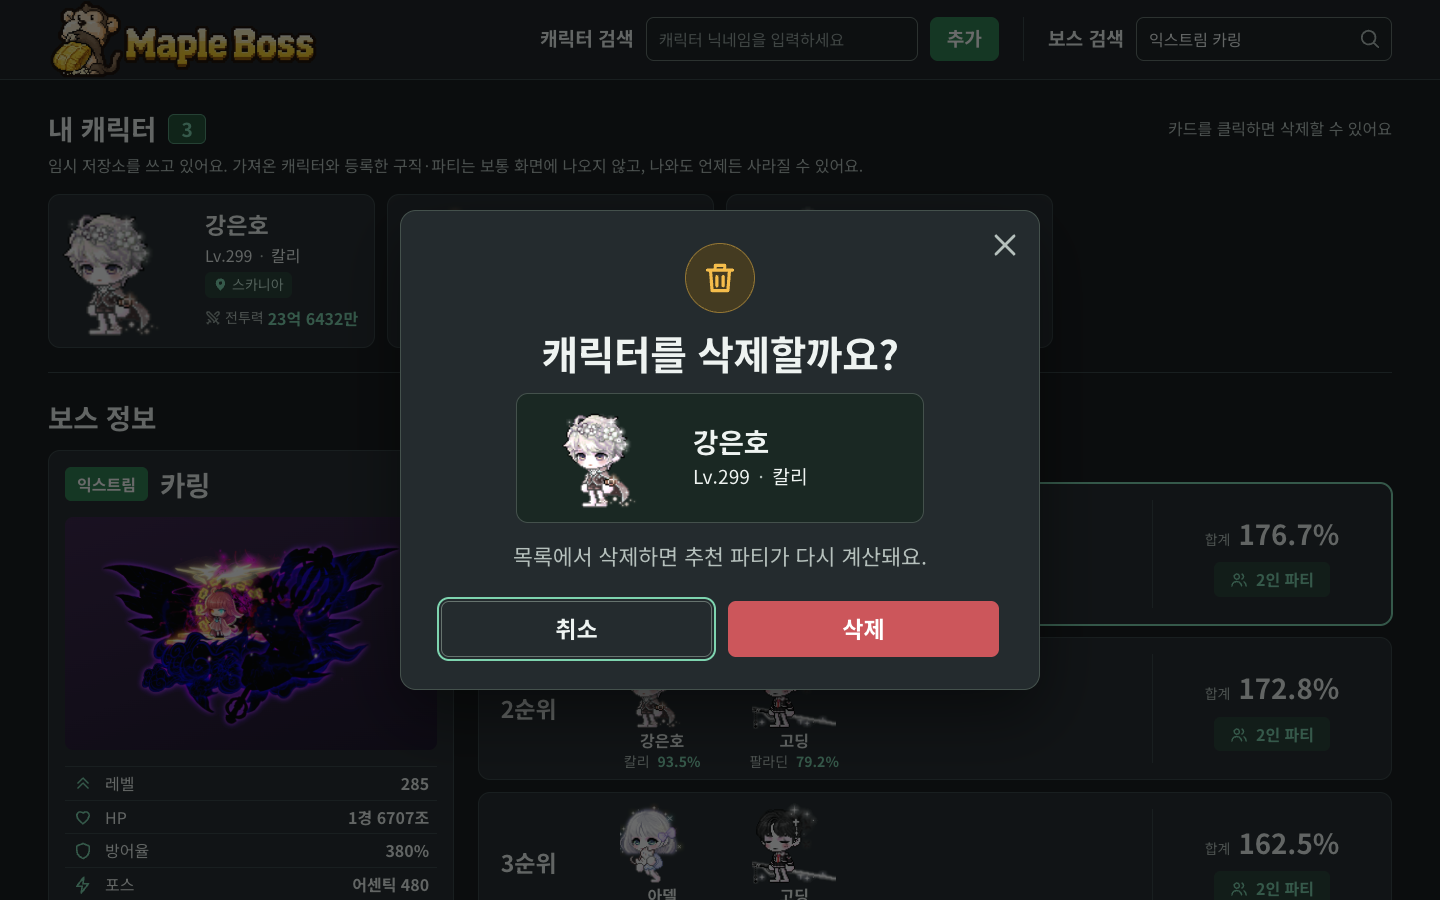 Maple Boss
캐릭터 검색
캐릭터 닉네임을 입력하세요
추가
보스 검색
익스트림 카링
내 캐릭터 3
카드를 클릭하면 삭제할 수 있어요
임시 저장소를 쓰고 있어요. 가져온 캐릭터와 등록한 구직·파티는 보통 화면에 나오지 않고, 나와도 언제든 사라질 수 있어요.
강은호
Lv.299 · 칼리
스카니아
전투력 23억 6432만
캐릭터를 삭제할까요?
강은호
Lv.299 · 칼리
목록에서 삭제하면 추천 파티가 다시 계산돼요.
취소
삭제
보스 정보
익스트림 카링
레벨 285
HP 1경 6707조
방어율 380%
포스 어센틱 480
합계 176.7%
2인 파티
2순위
강은호
칼리 93.5%
고딩
팔라딘 79.2%
합계 172.8%
2인 파티
3순위
아델
고딩
합계 162.5%
2인 파티